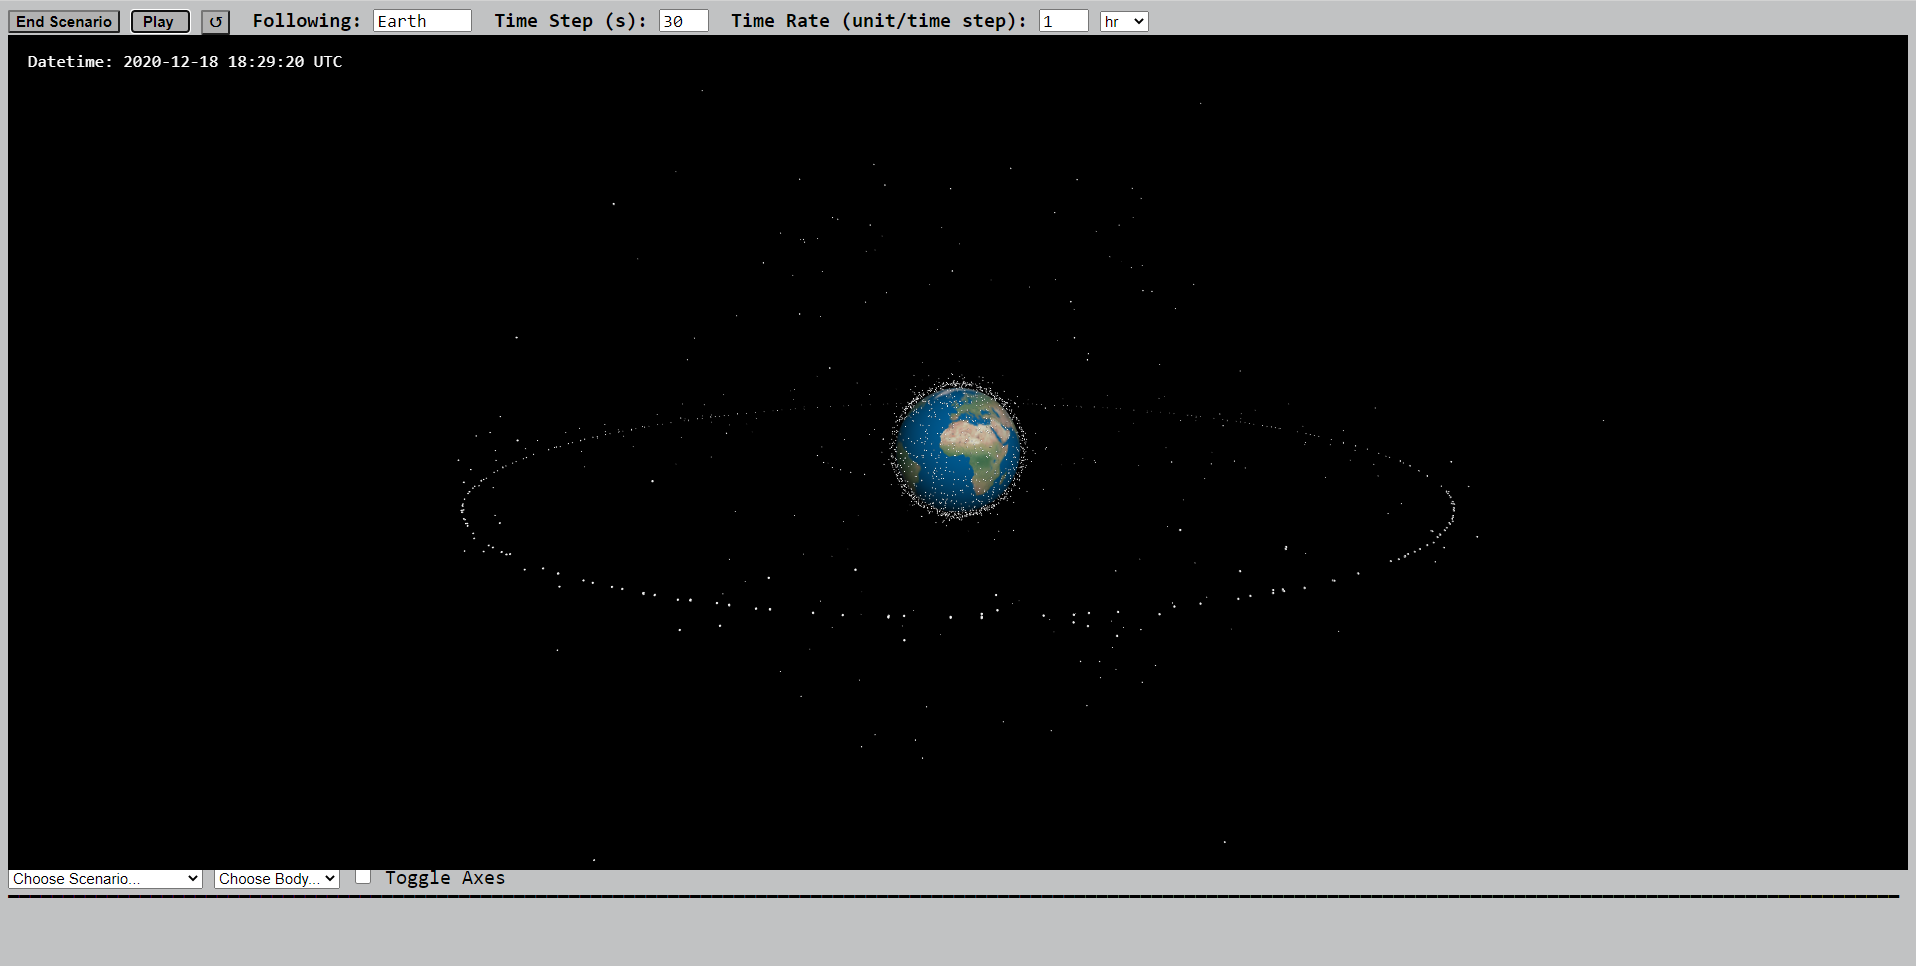 End Scenario Play ↺ Following: Earth Time Step (s): 30 Time Rate (unit/time step): 1 hr
Datetime: 2020-12-18 18:29:20 UTC
Choose Scenario... Choose Body... Toggle Axes